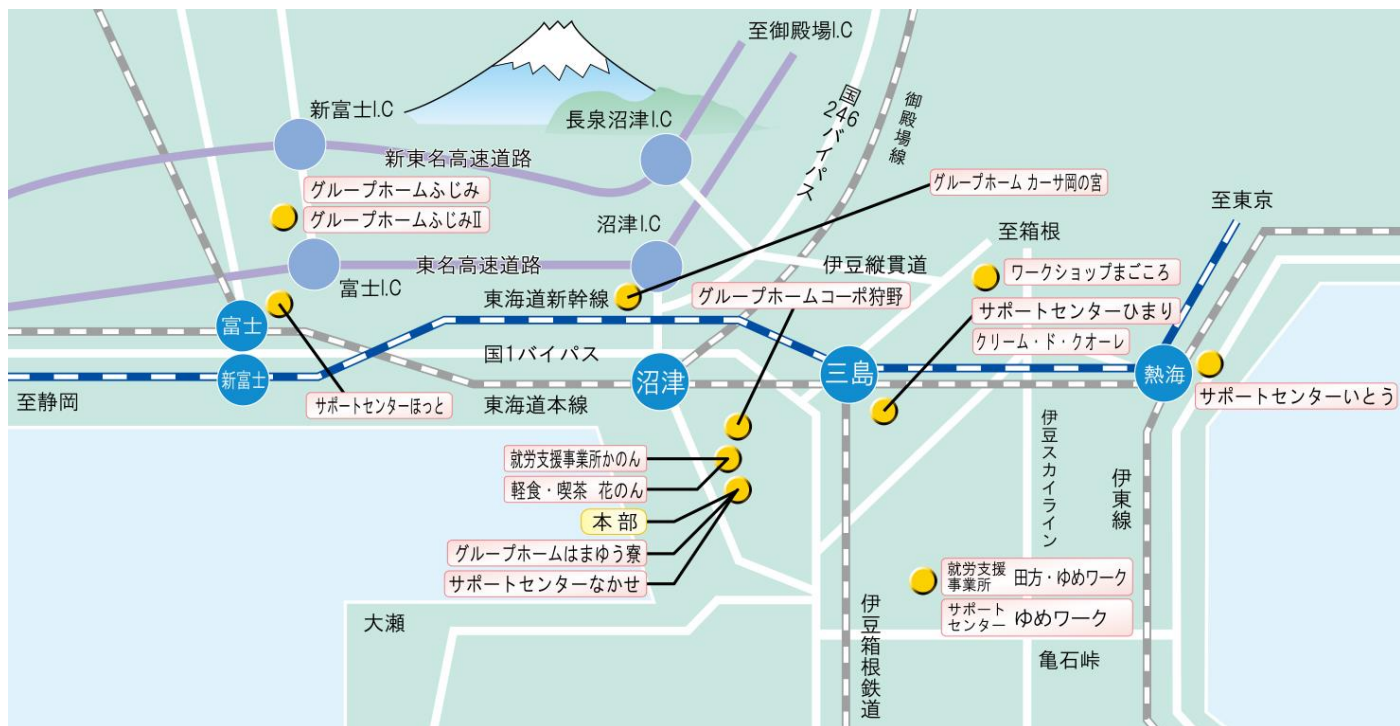 至御殿場I.C
国246バイパス
御殿場線
新富士I.C
長泉沼津I.C
新東名高速道路
グループホーム カーサ岡の宮
グループホームふじみ
グループホームふじみⅡ
至東京
沼津I.C
至箱根
東名高速道路
伊豆縦貫道
ワークショップまごころ
富士I.C
東海道新幹線
グループホームコーポ狩野
サポートセンターひまり
富士
クリーム・ド・クオーレ
国1バイパス
新富士
沼津
三島
熱海
至静岡
サポートセンターほっと
東海道本線
サポートセンターいとう
伊豆スカイライン
就労支援事業所かのん
軽食・喫茶 花のん
伊東線
本部
グループホームはまゆう寮
サポートセンターなかせ
就労支援
事業所 田方・ゆめワーク
サポート
センター ゆめワーク
大瀬
伊豆箱根鉄道
亀石峠